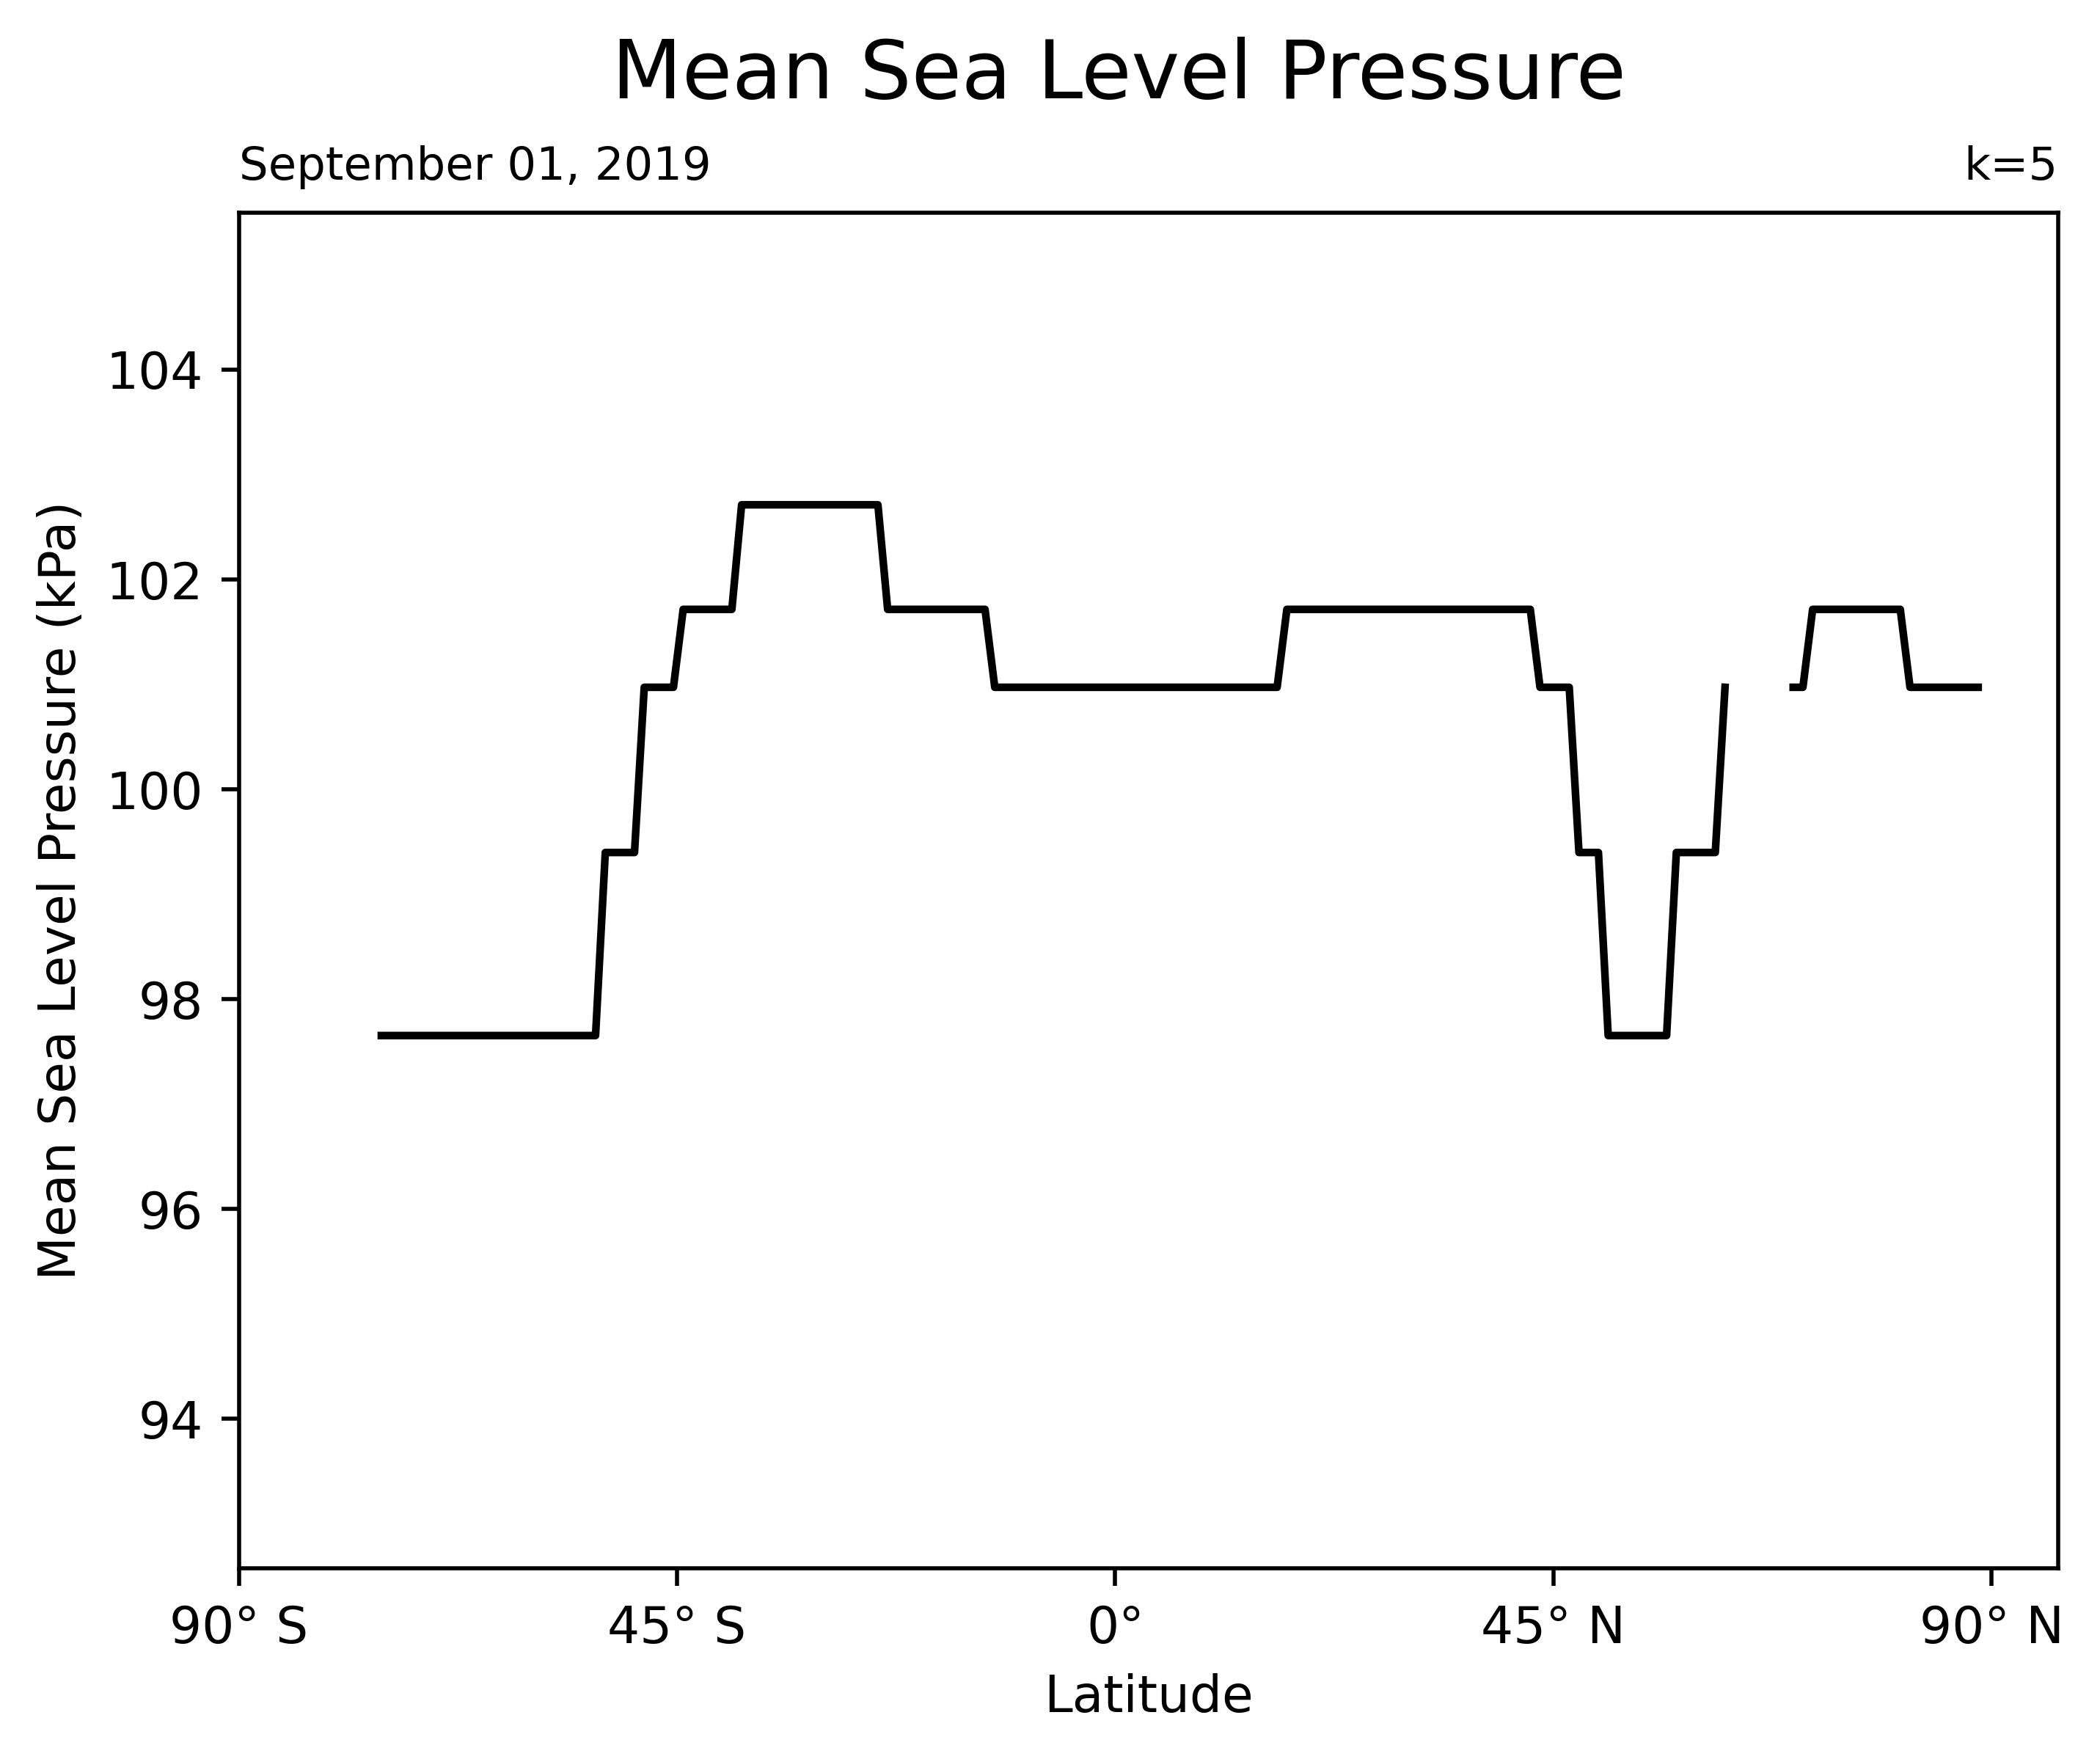 Mean Sea Level Pressure
September 01, 2019
k=5
Mean Sea Level Pressure (kPa)
104
102
100
98
96
94
90° S
45° S
0°
45° N
90° N
Latitude